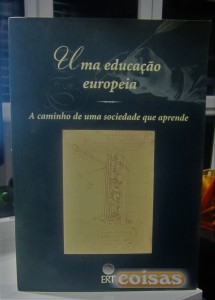 Uma educação
europeia
A caminho de uma sociedade que aprende
ERT
coisas